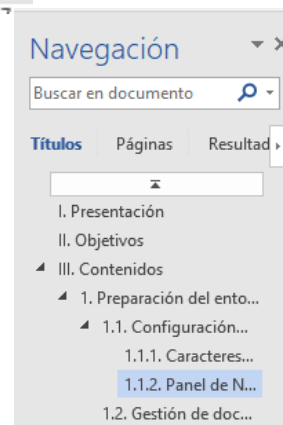 Navegación
Buscar en documento
Títulos Páginas Resultad
I. Presentación
II. Objetivos
III. Contenidos
1. Preparación del ento...
1.1. Configuración...
1.1.1. Caracteres...
1.1.2. Panel de N...
1.2. Gestión de doc...